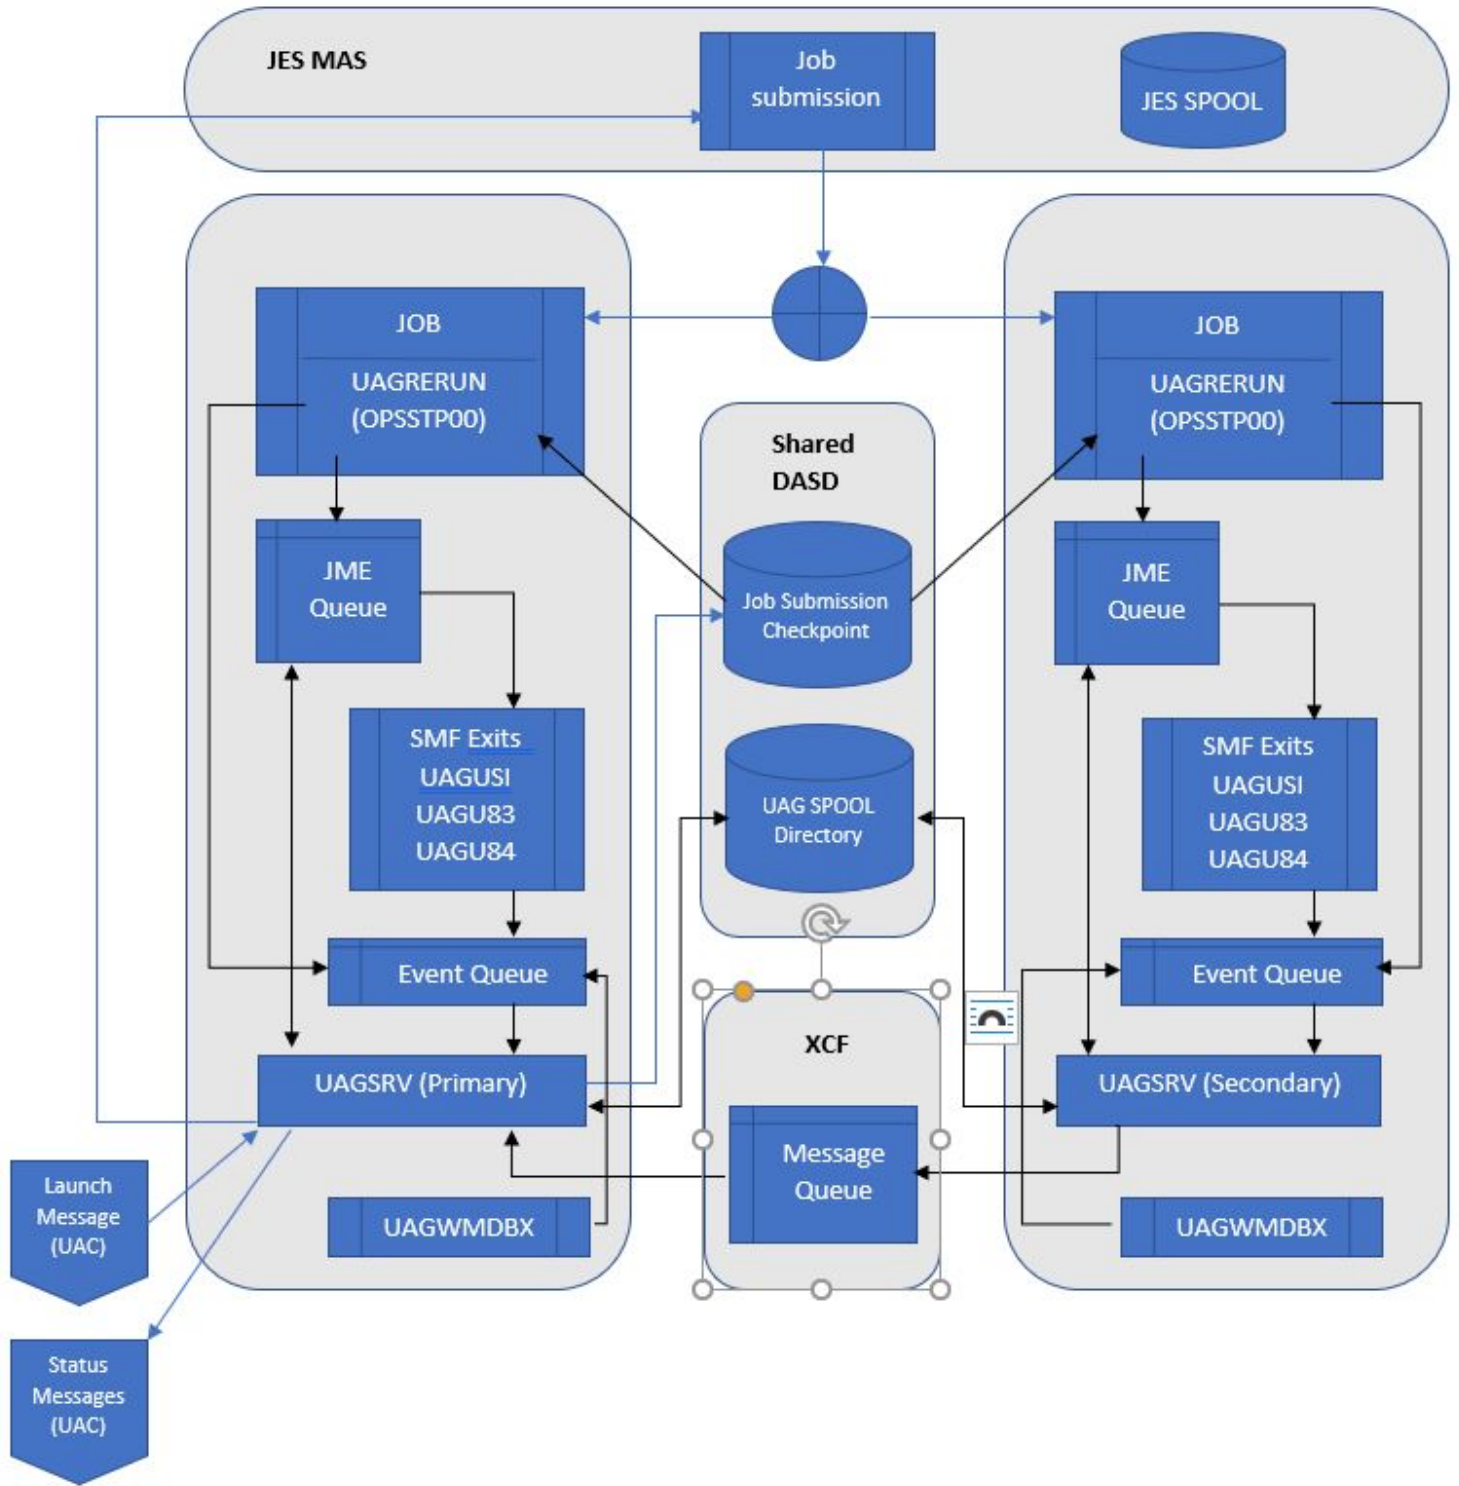 JES MAS
Job
submission
JES SPOOL
JOB
UAGRERUN
(OPSSTP00)
JME
Queue
SMF Exits
UAGUSI
UAGU83
UAGU84
Event Queue
UAGSRV (Primary)
UAGWMDBX
Launch
Message
(UAC)
Status
Messages
(UAC)
Shared
DASD
Job Submission
Checkpoint
UAG SPOOL
Directory
XCF
Message
Queue
JOB
UAGRERUN
(OPSSTP00)
JME
Queue
SMF Exits
UAGUSI
UAGU83
UAGU84
Event Queue
UAGSRV (Secondary)
UAGWMDBX